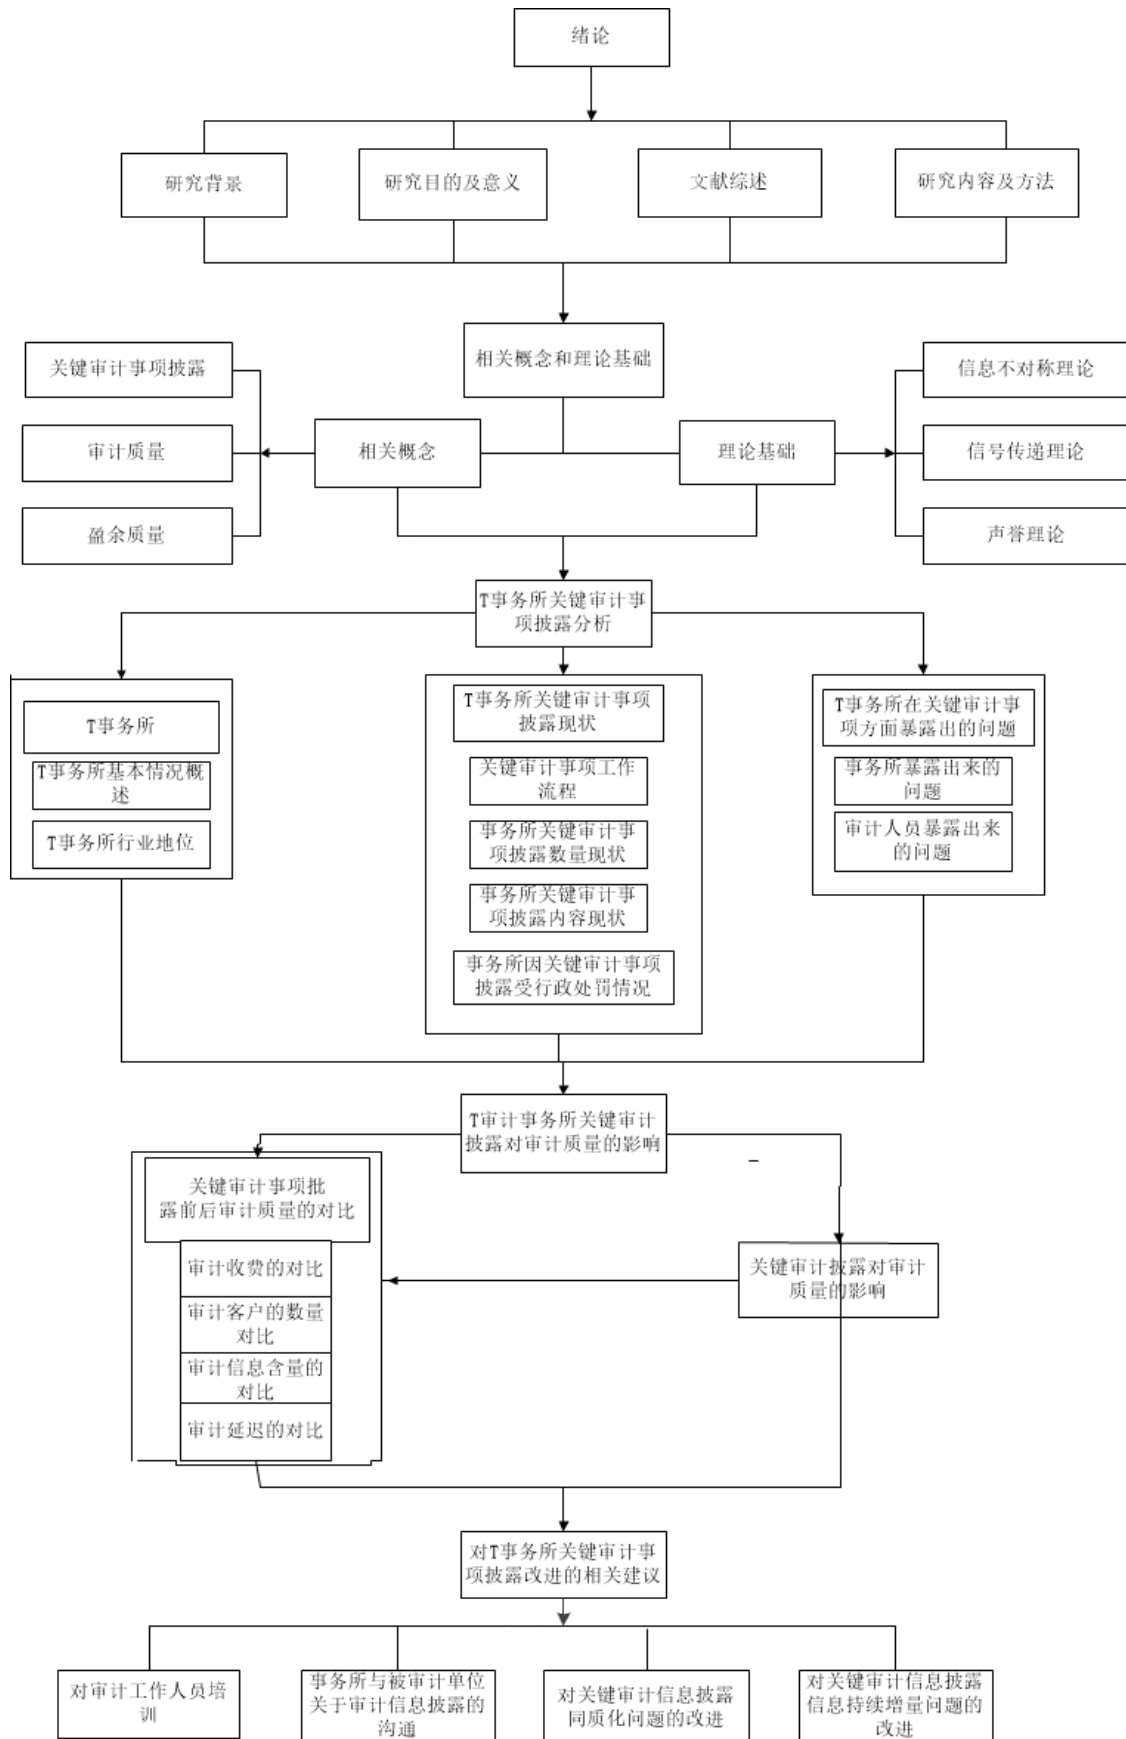 绪论
研究背景
研究目的及意义
文献综述
研究内容及方法
相关概念和理论基础
关键审计事项披露
审计质量
盈余质量
相关概念
理论基础
信息不对称理论
信号传递理论
声誉理论
T事务所关键审计事
项披露分析
T事务所
T事务所基本情况概
述
T事务所行业地位
T事务所关键审计事项
披露现状
关键审计事项工作
流程
事务所关键审计事
项披露数量现状
事务所关键审计事
项披露内容现状
事务所因关键审计事项
披露受行政处罚情况
T事务所在关键审计事
项方面暴露出的问题
事务所暴露出来的
问题
审计人员暴露出来
的问题
T审计事务所关键审计
披露对审计质量的影响
关键审计事项批
露前后审计质量的对比
审计收费的对比
审计客户的数量
对比
审计信息含量的
对比
审计延迟的对比
关键审计披露对审计
质量的影响
对T事务所关键审计事
项披露改进的相关建议
对审计工作人员培
训
事务所与被审计单位
关于审计信息披露的
沟通
对关键审计信息披露
同质化问题的改进
对关键审计信息披露
信息持续增量问题的
改进